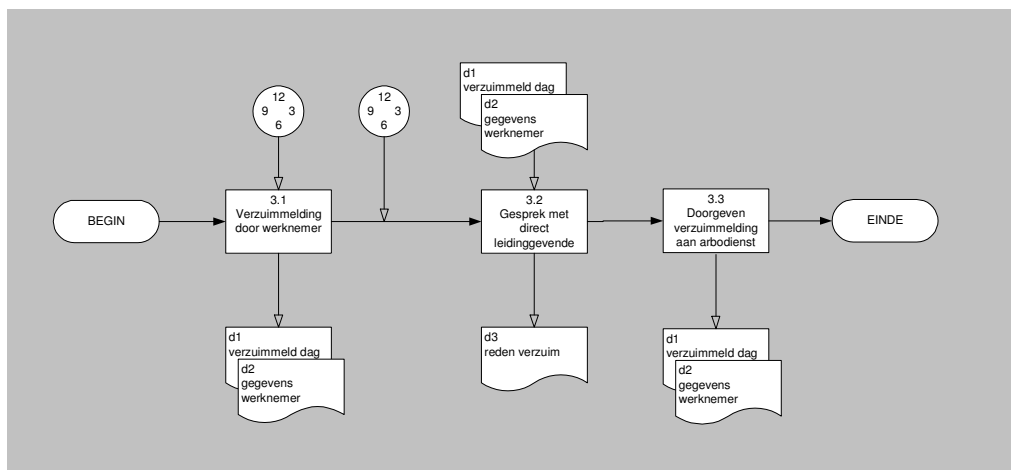 12
9 3
6
12
9 3
6
d1
verzuimmeld dag
d2
gegevens
werknemer
BEGIN
3.1
Verzuimmelding
door werknemer
3.2
Gesprek met
direct
leidinggevende
3.3
Doorgeven
verzuimmelding
aan arbodienst
EINDE
d1
verzuimmeld dag
d2
gegevens
werknemer
d3
reden verzuim
d1
verzuimmeld dag
d2
gegevens
werknemer